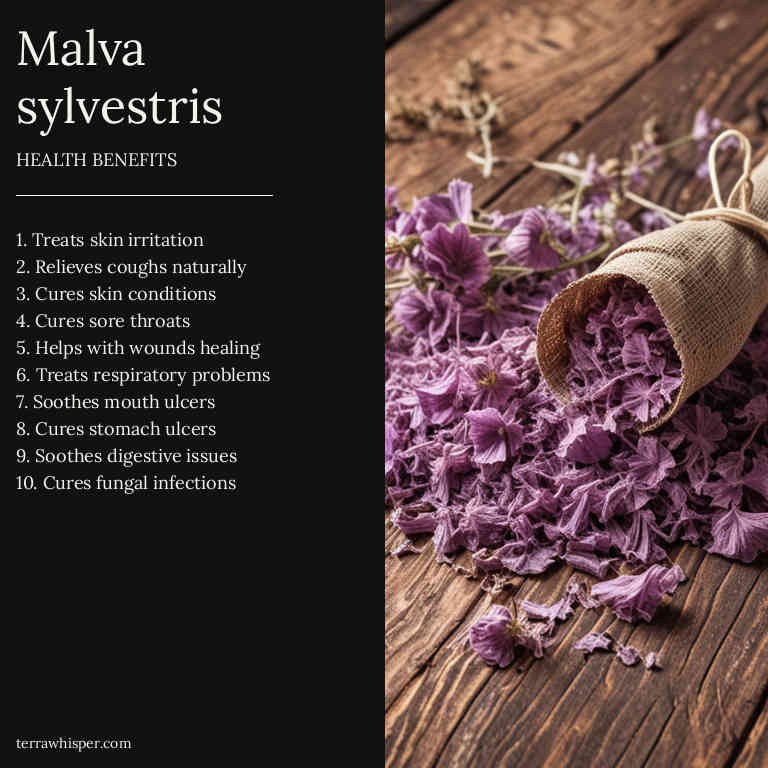 Malva
sylvestris
HEALTH BENEFITS
1. Treats skin irritation
2. Relieves coughs naturally
3. Cures skin conditions
4. Cures sore throats
5. Helps with wounds healing
6. Treats respiratory problems
7. Soothes mouth ulcers
8. Cures stomach ulcers
9. Soothes digestive issues
10. Cures fungal infections
terrawhisper.com